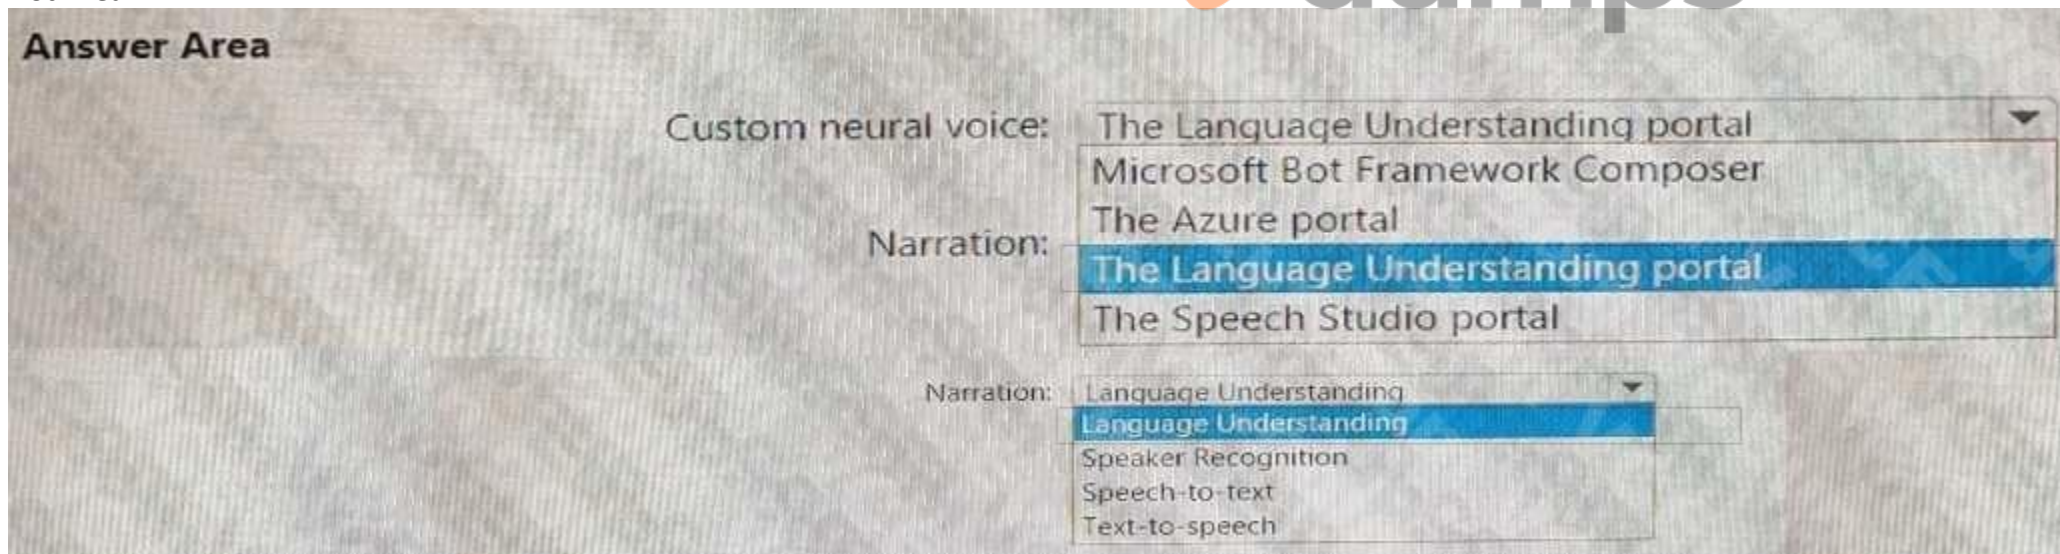 Answer Area
Custom neural voice: The Language Understanding portal
Microsoft Bot Framework Composer
The Azure portal
Narration:
The Language Understanding portal
The Speech Studio portal
Narration: Language Understanding
Language Understanding
Speaker Recognition
Speech-to-text
Text-to-speech